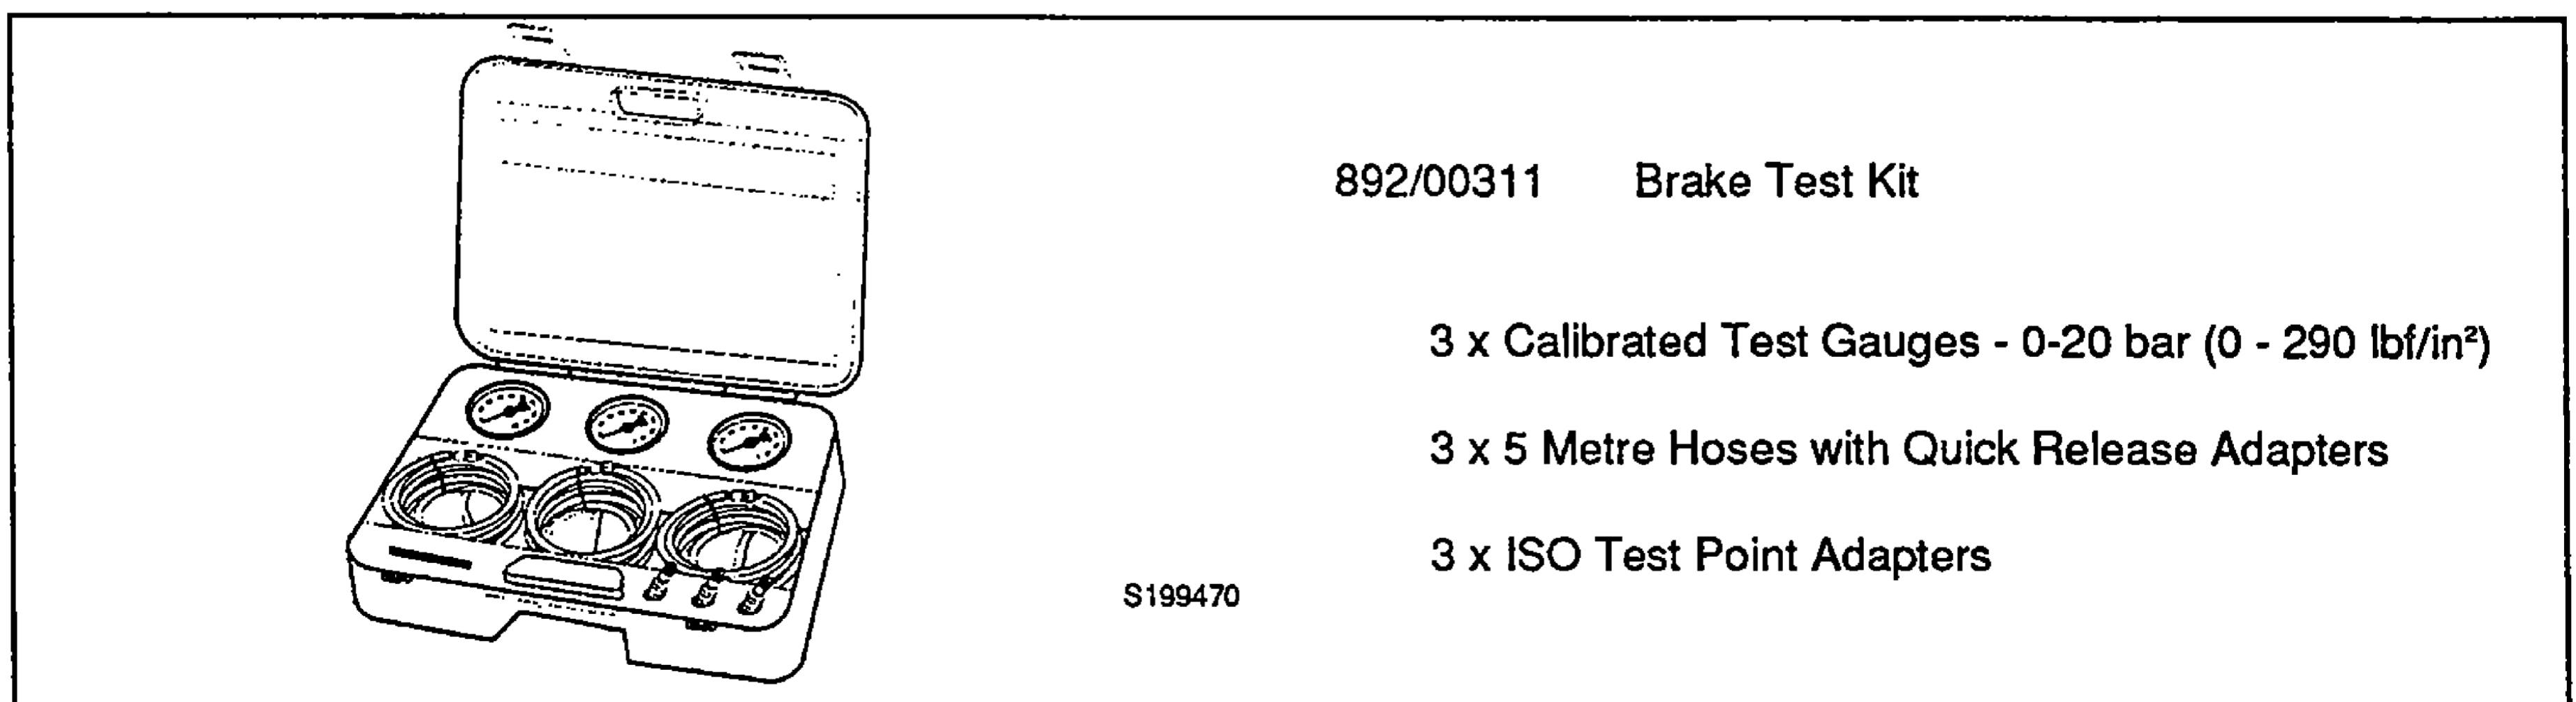 892/00311 Brake Test Kit
3 x Calibrated Test Gauges - 0-20 bar (0 - 290 lbf/in²)
3 x 5 Metre Hoses with Quick Release Adapters
3 x ISO Test Point Adapters
S199470